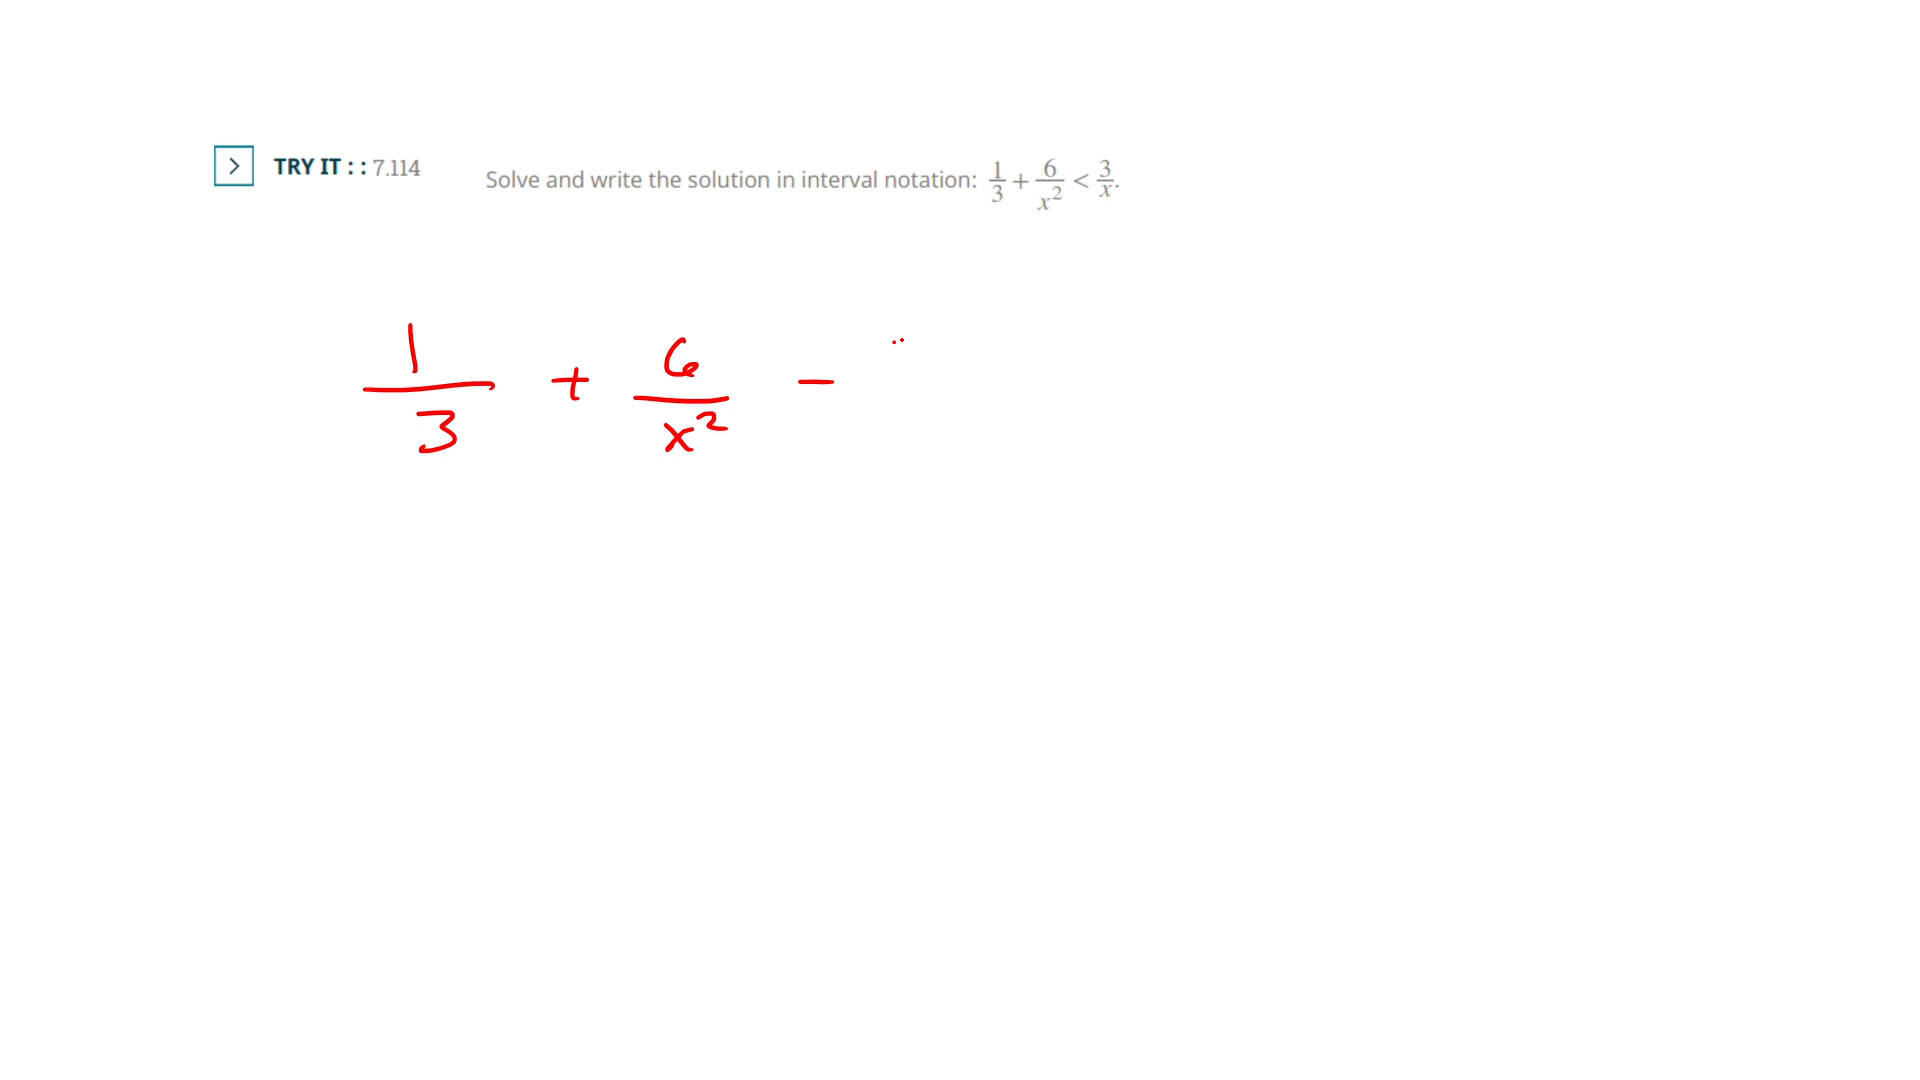 > TRY IT : : 7.114 Solve and write the solution in interval notation: 1/3 + 6/x² < 3/x.
1/3 + 6/x² −